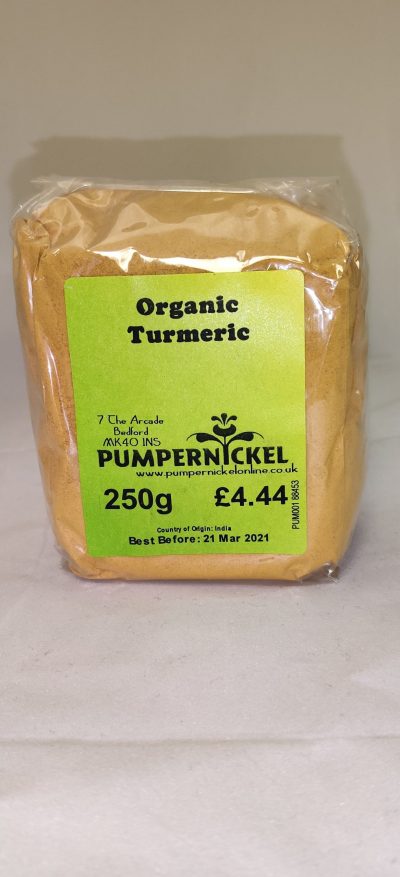 Organic
Turmeric
7 The Arcade
Bedford
MK40 1NS
PUMPERNICKEL
www.pumpernickelonline.co.uk
250g £4.44
PUM001 68453
Country of Origin: India
Best Before: 21 Mar 2021